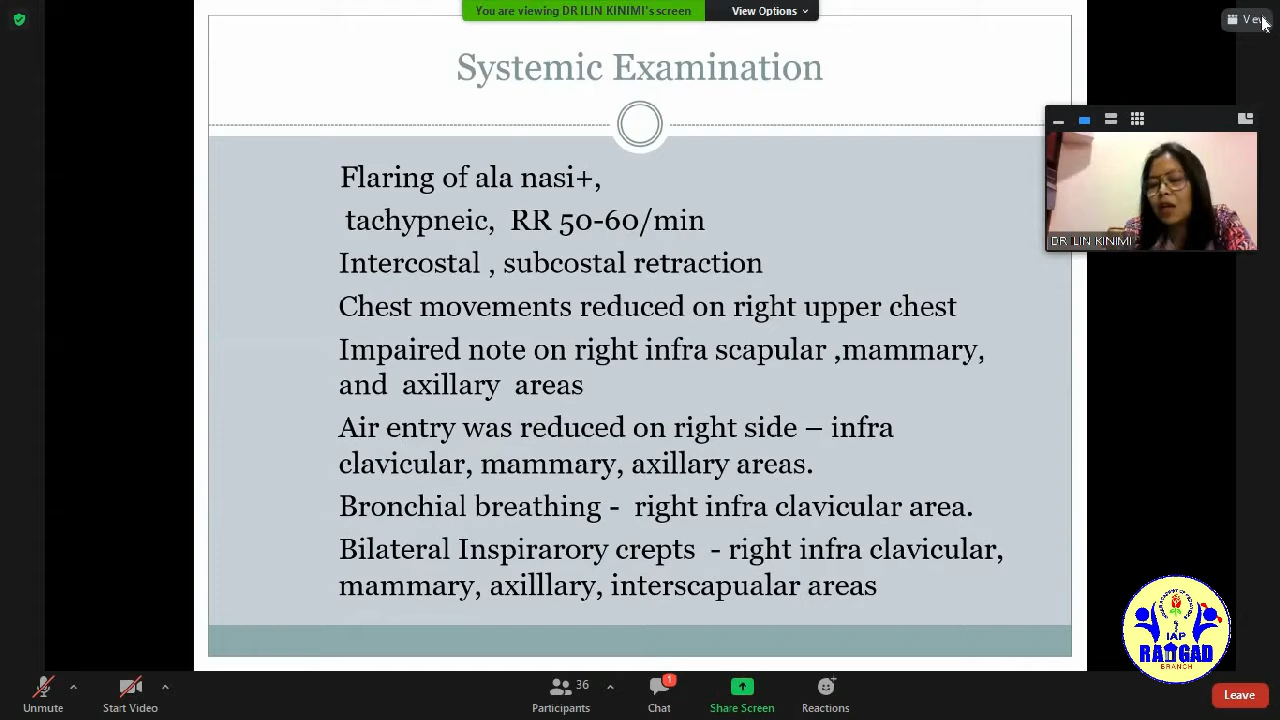 You are viewing DR ILIN KINIMI's screen
View Options
View
Systemic Examination
Flaring of ala nasi+,
tachypneic, RR 50-60/min
Intercostal , subcostal retraction
Chest movements reduced on right upper chest
Impaired note on right infra scapular ,mammary,
and axillary areas
Air entry was reduced on right side – infra
clavicular, mammary, axillary areas.
Bronchial breathing - right infra clavicular area.
Bilateral Inspirarory crepts - right infra clavicular,
mammary, axilllary, interscapualar areas
DR ILIN KINIMI
IAP
RAIGAD
BRANCH
Unmute
Start Video
36
Participants
1
Chat
Share Screen
Reactions
Leave